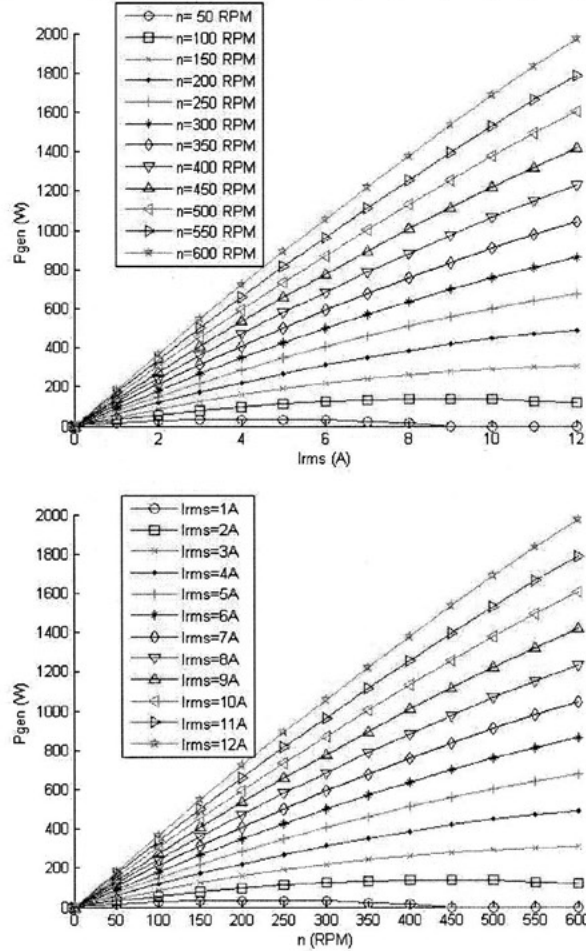 2000
1800
1600
1400
1200
1000
800
600
400
200
0
Pgen (W)
n= 50 RPM
n=100 RPM
n=150 RPM
n=200 RPM
n=250 RPM
n=300 RPM
n=350 RPM
n=400 RPM
n=450 RPM
n=500 RPM
n=550 RPM
n=600 RPM
0 2 4 6 8 10 12
Irms (A)
2000
1800
1600
1400
1200
1000
800
600
400
200
0
Pgen (W)
Irms=1A
Irms=2A
Irms=3A
Irms=4A
Irms=5A
Irms=6A
Irms=7A
Irms=8A
Irms=9A
Irms=10A
Irms=11A
Irms=12A
0 50 100 150 200 250 300 350 400 450 500 550 600
n (RPM)